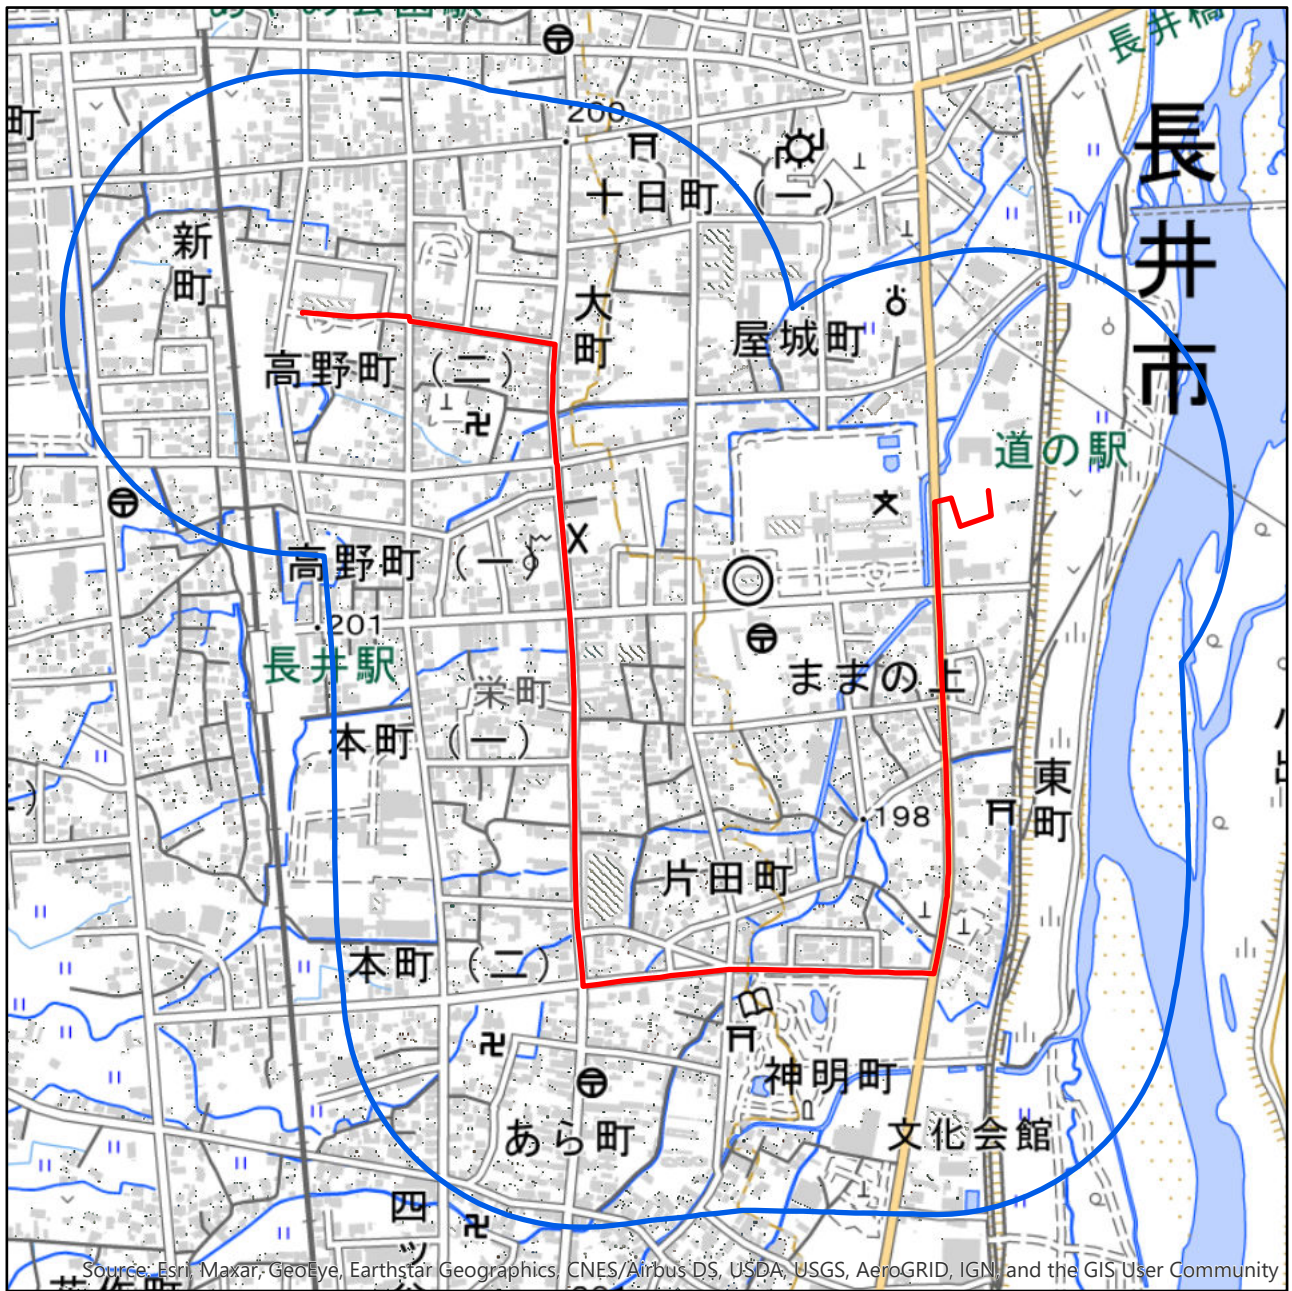 長井橋
200
町
十日町
(一)
長井市
新町
大町
屋城町
高野町
(二)
道の駅
高野町
(一)
201
長井駅
ままの上
栄町
本町
(一)
東町
198
片田町
本町
(二)
神明町
あら町
文化会館
四ツ
Source: Esri, Maxar, GeoEye, Earthstar Geographics, CNES/Airbus DS, USDA, USGS, AeroGRID, IGN, and the GIS User Community